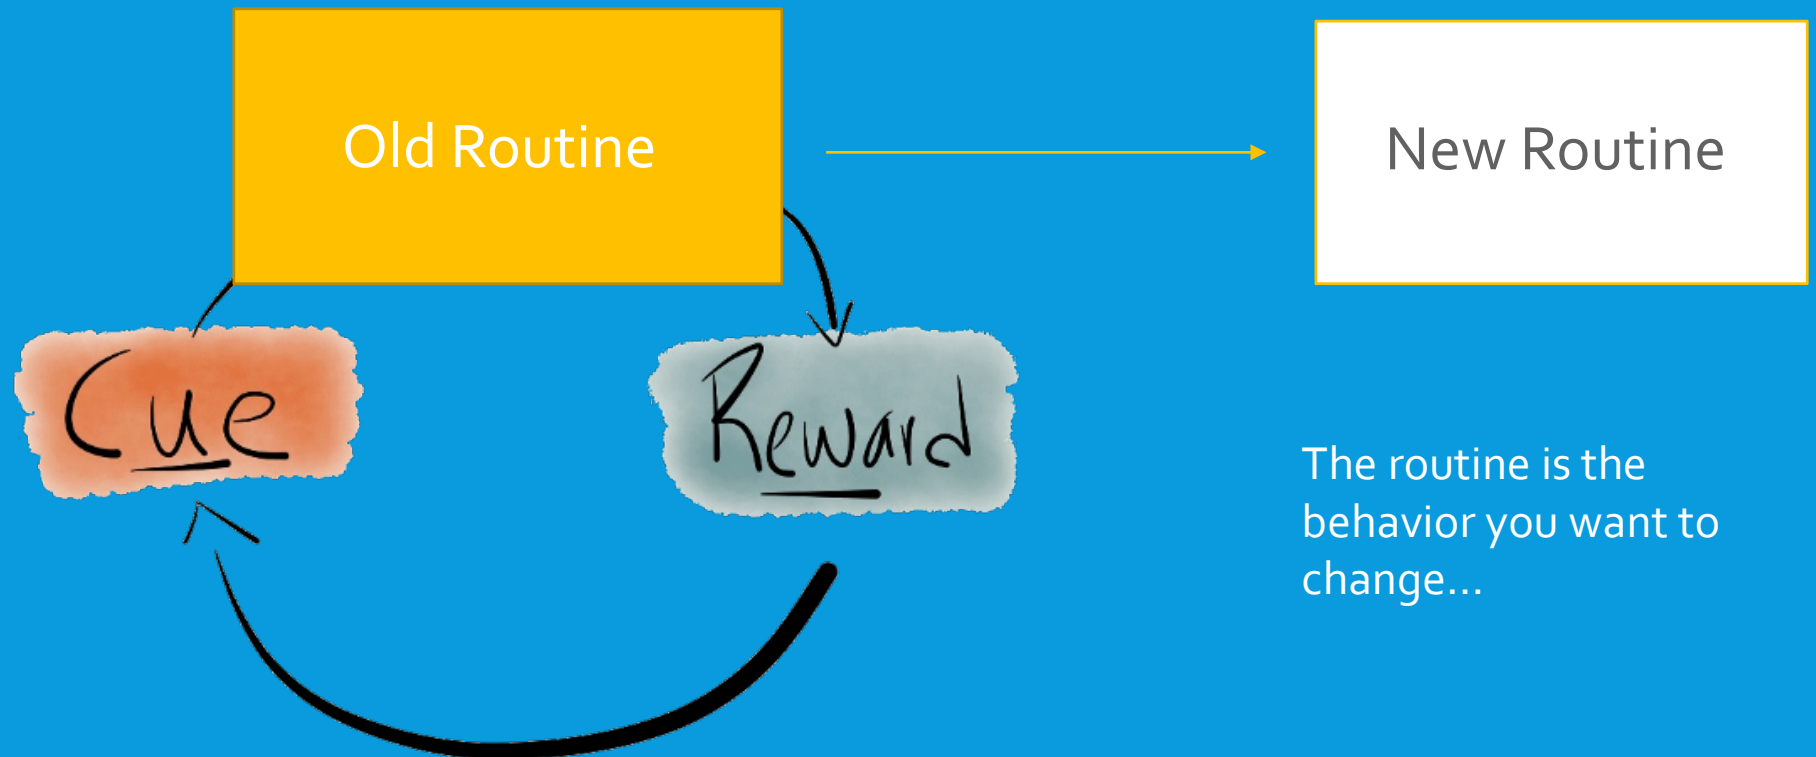 Old Routine
New Routine
Cue
Reward
The routine is the
behavior you want to
change...